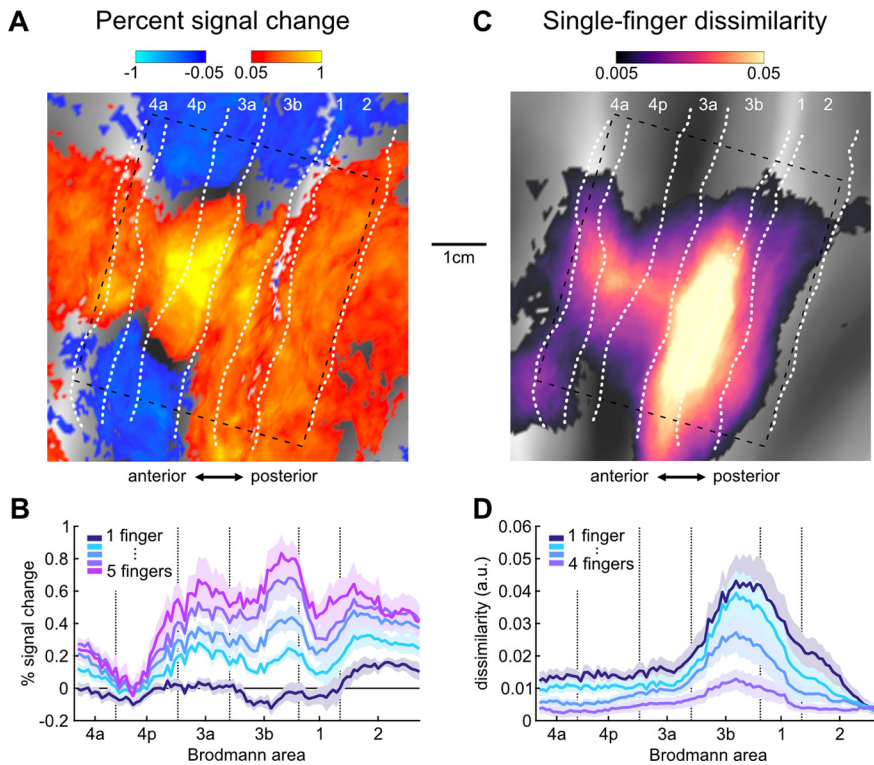 A Percent signal change
-1 -0.05 0.05 1
4a 4p 3a 3b 1 2
anterior posterior
1cm
C Single-finger dissimilarity
0.005 0.05
4a 4p 3a 3b 1 2
anterior posterior
B
1 finger
5 fingers
% signal change
1
0.8
0.6
0.4
0.2
0
-0.2
4a 4p 3a 3b 1 2
Brodmann area
D
1 finger
4 fingers
dissimilarity (a.u.)
0.06
0.05
0.04
0.03
0.02
0.01
0
4a 4p 3a 3b 1 2
Brodmann area